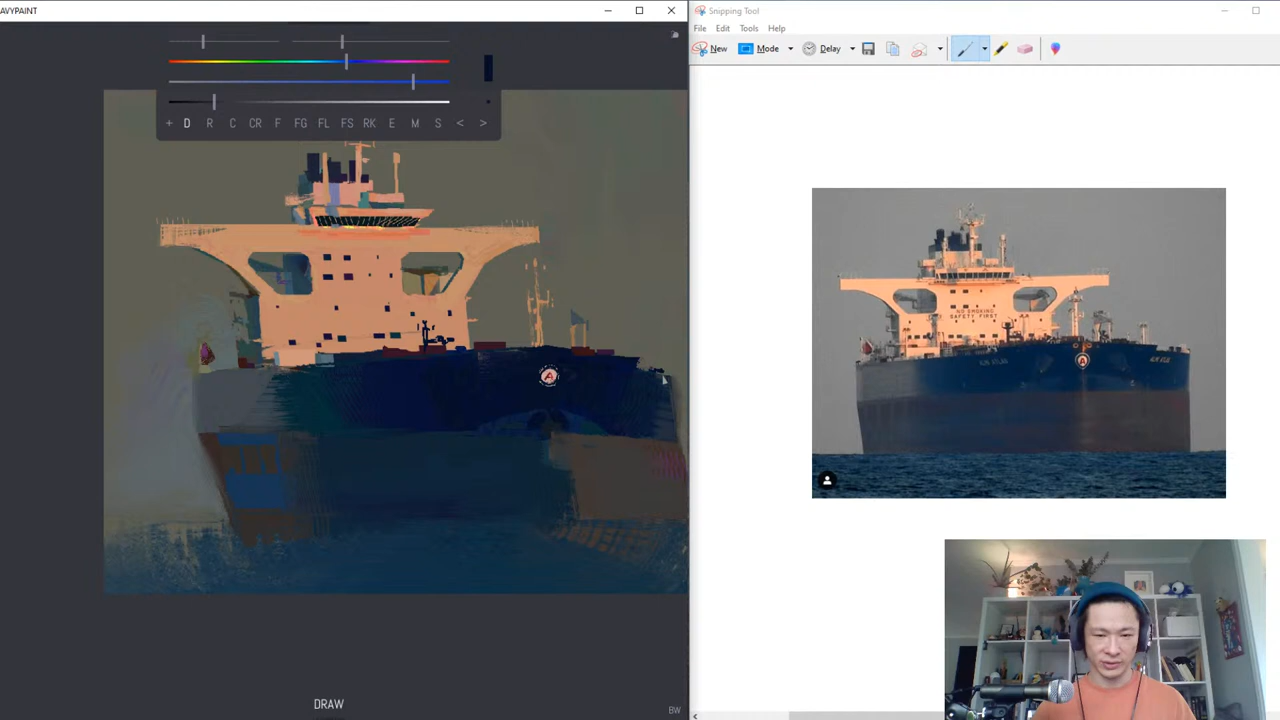 AVYPAINT
+ D R C CR F FG FL FS RK E M S < >
A
DRAW
BW
Snipping Tool
File Edit Tools Help
New Mode Delay
NO SMOKING
SAFETY FIRST
A